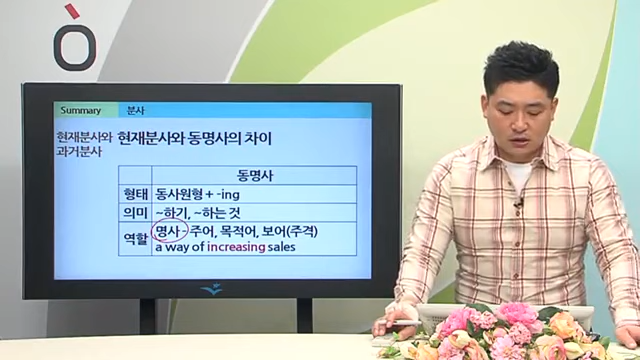 Summary 분사
현재분사와
과거분사
현재분사와 동명사의 차이
동명사
형태 동사원형 + -ing
의미 ~하기, ~하는 것
역할 명사 - 주어, 목적어, 보어(주격)
a way of increasing sales